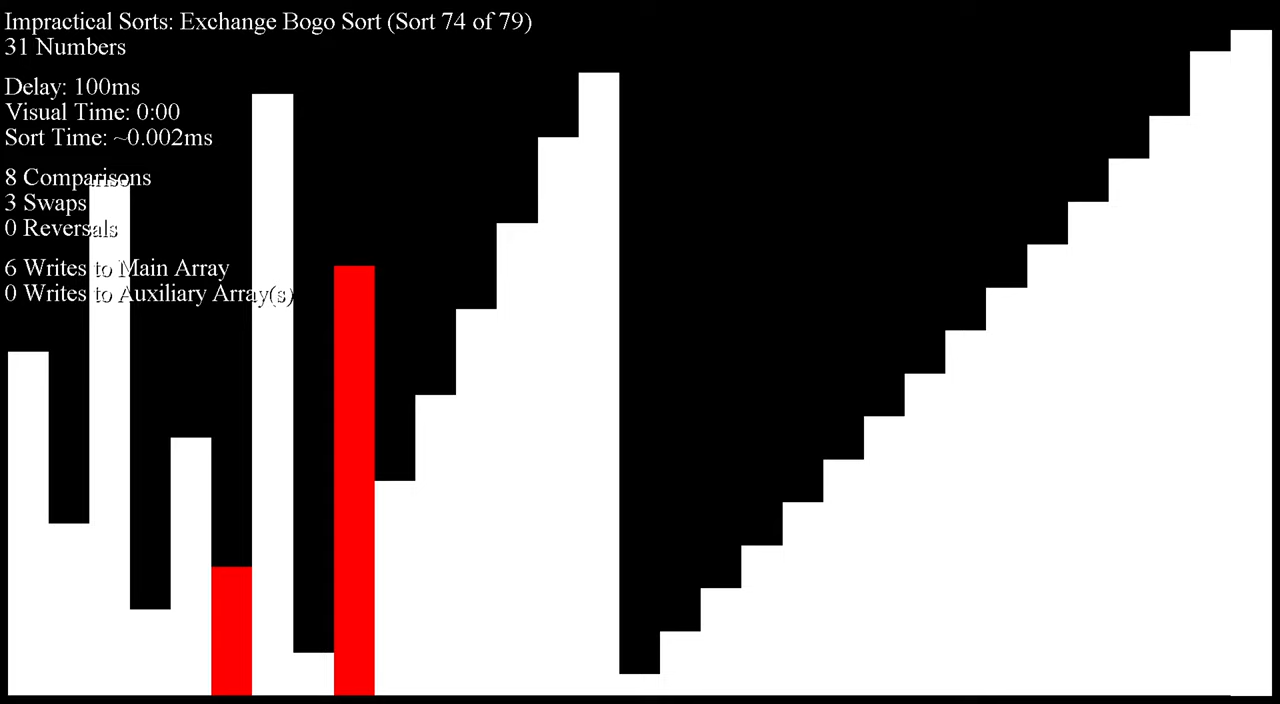 Impractical Sorts: Exchange Bogo Sort (Sort 74 of 79)
31 Numbers
Delay: 100ms
Visual Time: 0:00
Sort Time: ~0.002ms
8 Comparisons
3 Swaps
0 Reversals
6 Writes to Main Array
0 Writes to Auxiliary Array(s)